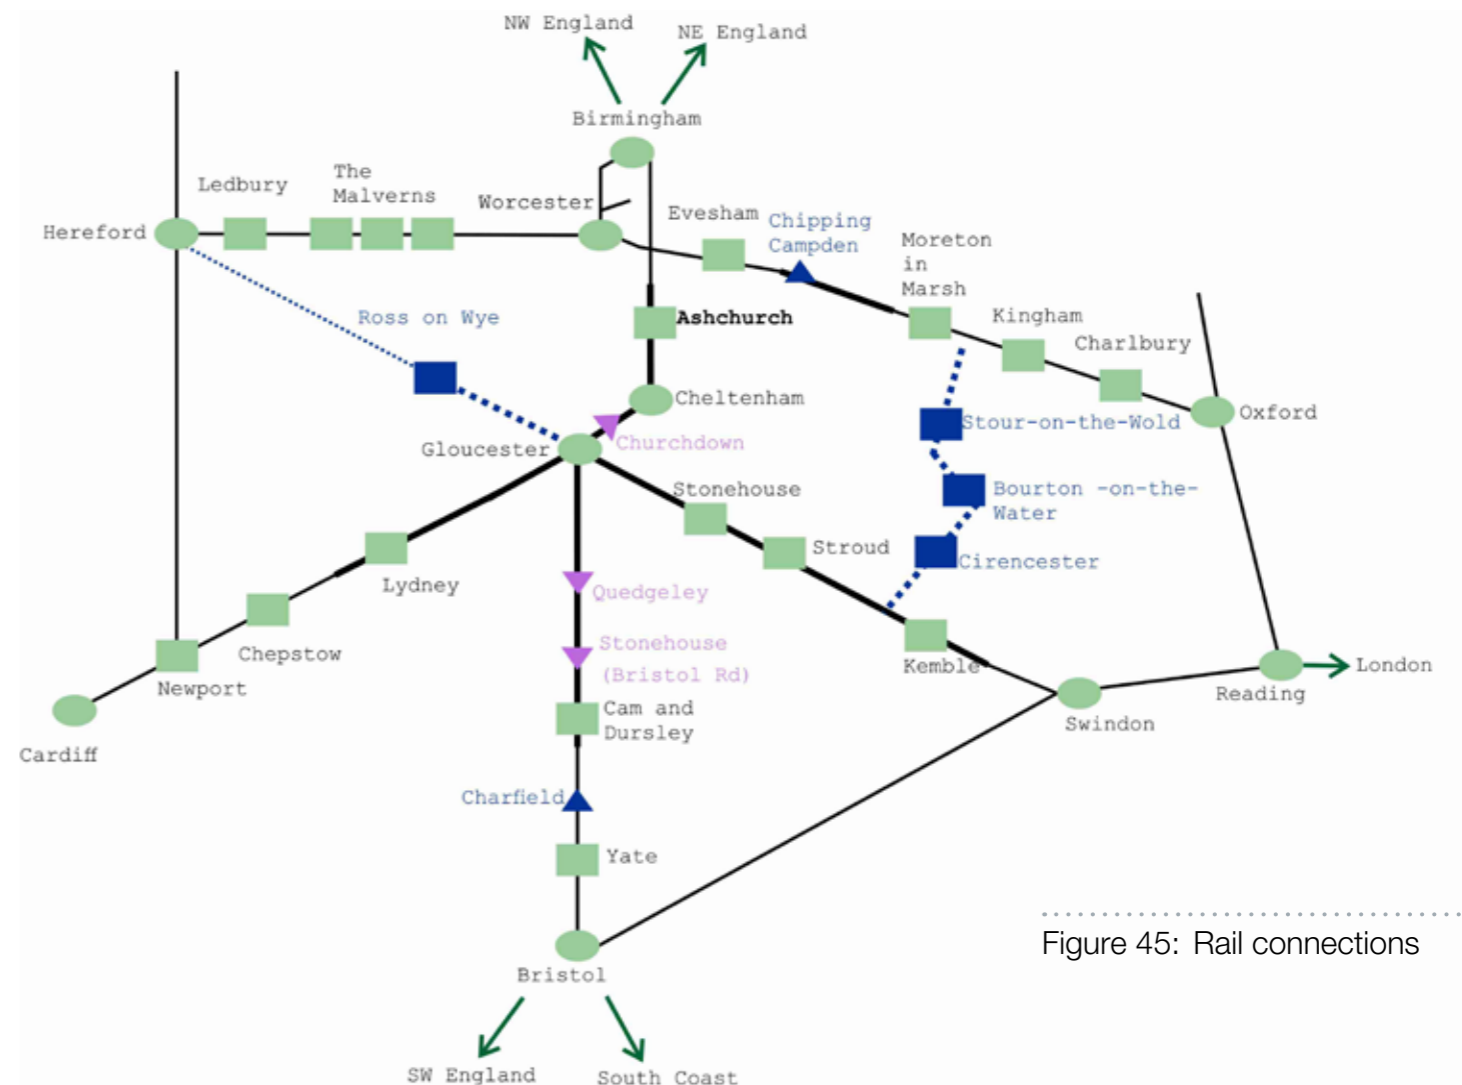 NW England
NE England
Birmingham
The
Malverns
Ledbury
Worcester
Evesham
Chipping
Campden
Hereford
Moreton
in
Marsh
Ross on Wye
Ashchurch
Kingham
Charlbury
Cheltenham
Oxford
Stour-on-the-Wold
Churchdown
Gloucester
Stonehouse
Bourton -on-the-
Water
Stroud
Cirencester
Lydney
Quedgeley
Stonehouse
(Bristol Rd)
Chepstow
Kemble
London
Newport
Reading
Cam and
Dursley
Swindon
Cardiff
Charfield
Yate
Figure 45: Rail connections
Bristol
SW England
South Coast